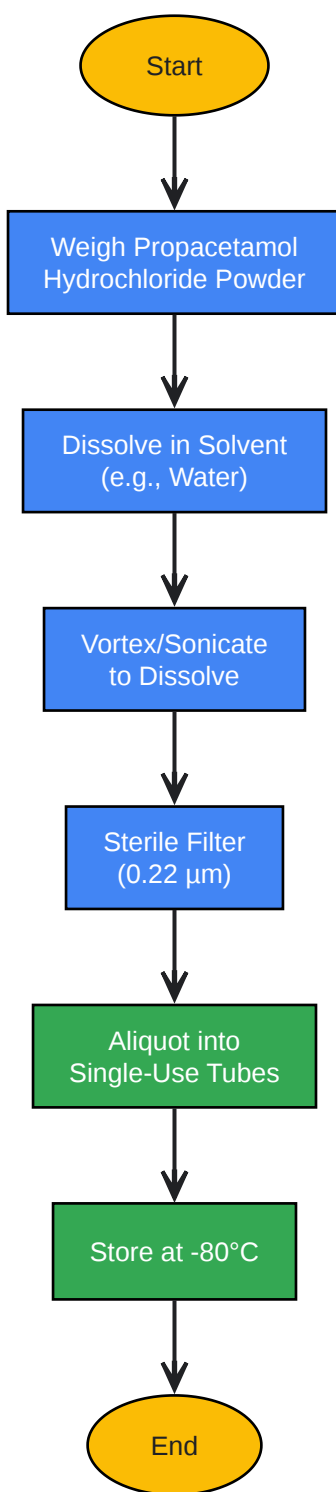 Start
Weigh Propacetamol
Hydrochloride Powder
Dissolve in Solvent
(e.g., Water)
Vortex/Sonicate
to Dissolve
Sterile Filter
(0.22 µm)
Aliquot into
Single-Use Tubes
Store at -80°C
End